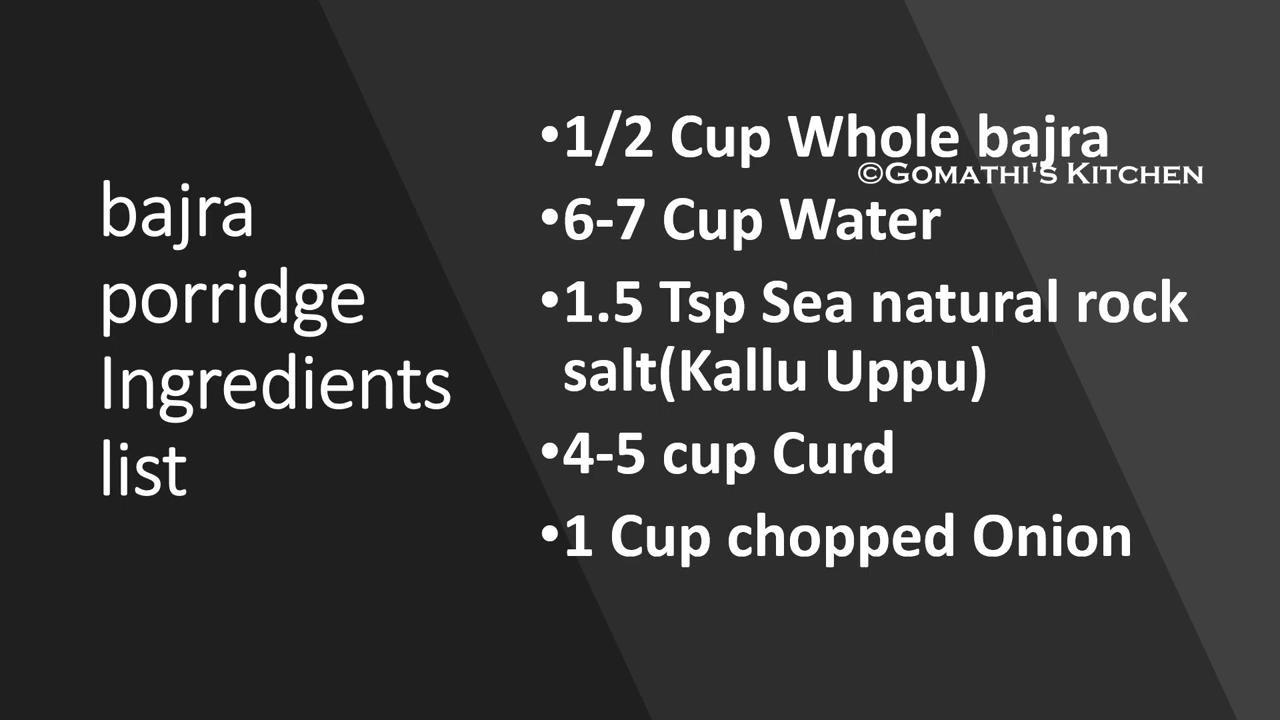 bajra
porridge
Ingredients
list
•1/2 Cup Whole bajra
©Gomathi's Kitchen
•6-7 Cup Water
•1.5 Tsp Sea natural rock
salt(Kallu Uppu)
•4-5 cup Curd
•1 Cup chopped Onion